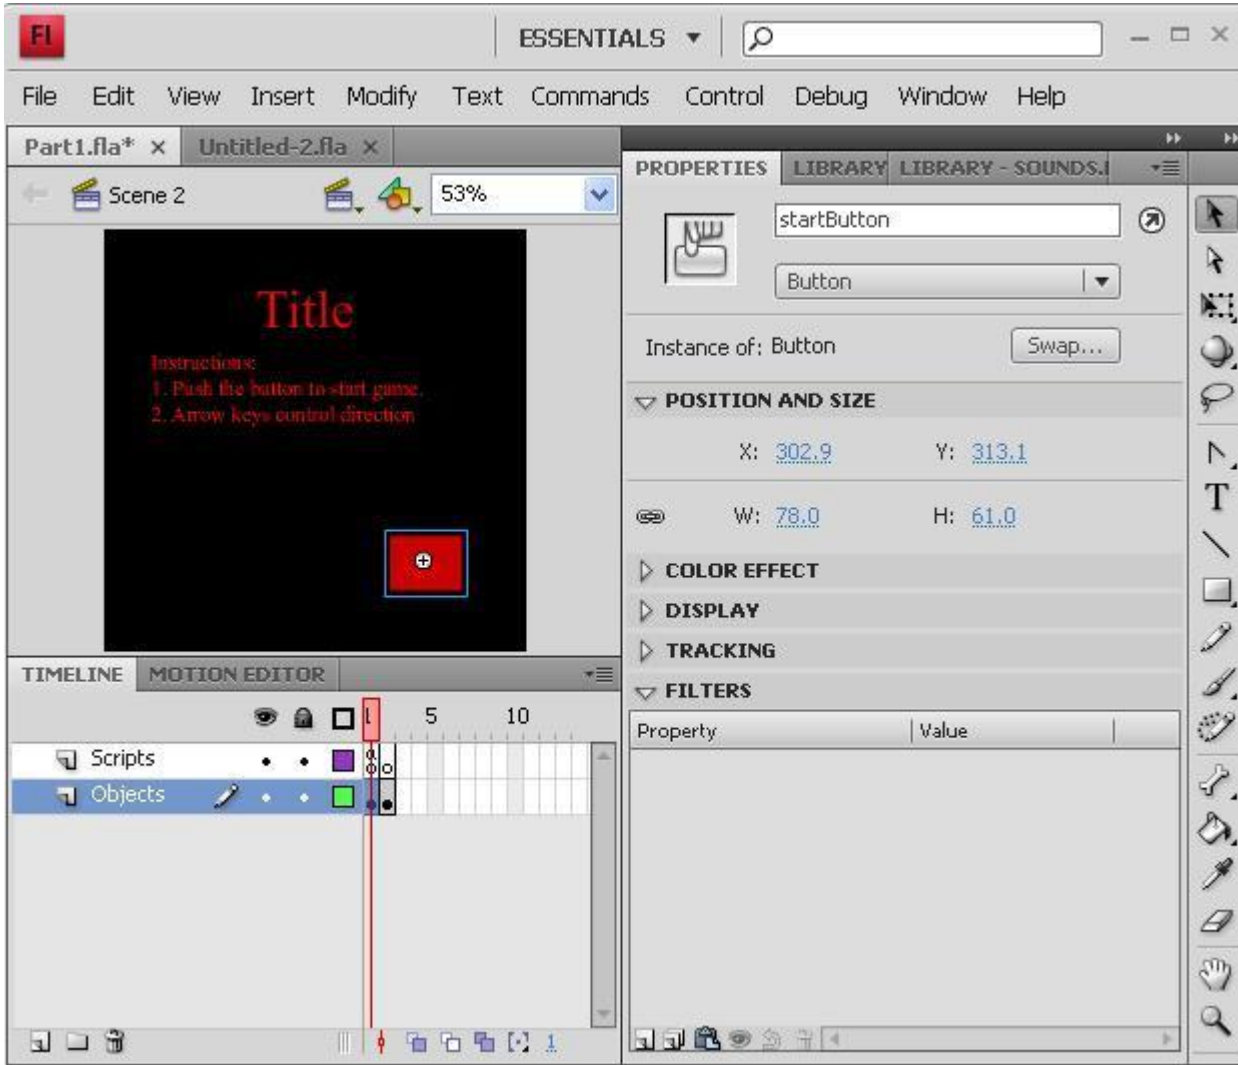 Fl
ESSENTIALS
File Edit View Insert Modify Text Commands Control Debug Window Help
Part1.fla* × Untitled-2.fla ×
Scene 2 53%
Title
Instructions:
1. Push the button to start game.
2. Arrow keys control direction
TIMELINE MOTION EDITOR
1 5 10
Scripts
a
Objects
1
PROPERTIES LIBRARY LIBRARY - SOUNDS.
startButton
Button
Instance of: Button Swap...
POSITION AND SIZE
X: 302.9 Y: 313.1
W: 78.0 H: 61.0
COLOR EFFECT
DISPLAY
TRACKING
FILTERS
Property Value
T